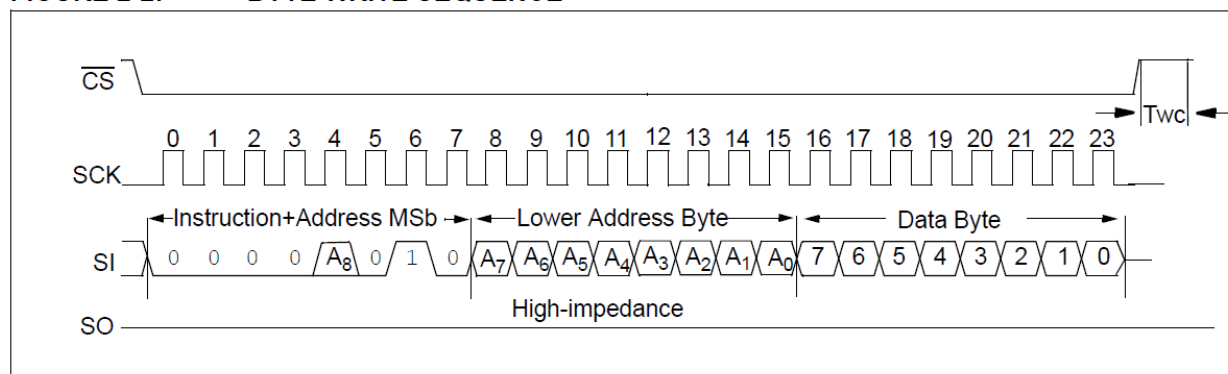 CS
Twc
0 1 2 3 4 5 6 7 8 9 10 11 12 13 14 15 16 17 18 19 20 21 22 23
SCK
Instruction+Address MSb Lower Address Byte Data Byte
SI 0 0 0 0 A8 0 1 0 A7 A6 A5 A4 A3 A2 A1 A0 7 6 5 4 3 2 1 0
High-impedance
SO